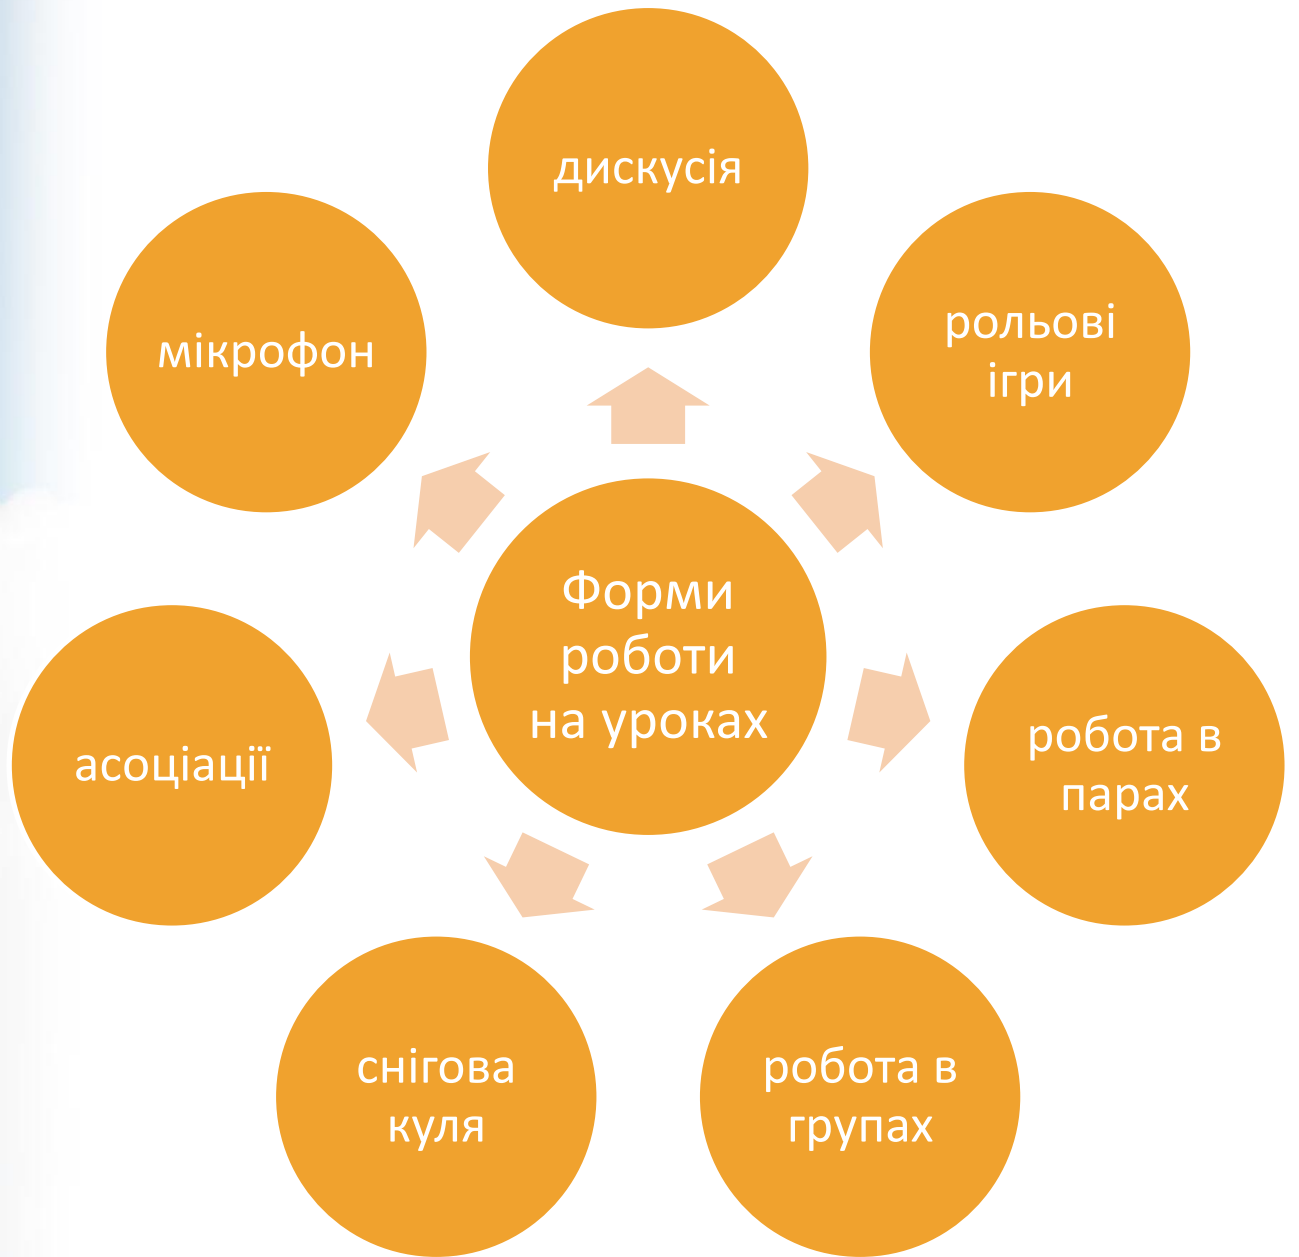 дискусія
рольові
ігри
робота в
парах
робота в
групах
снігова
куля
асоціації
мікрофон
Форми
роботи
на уроках